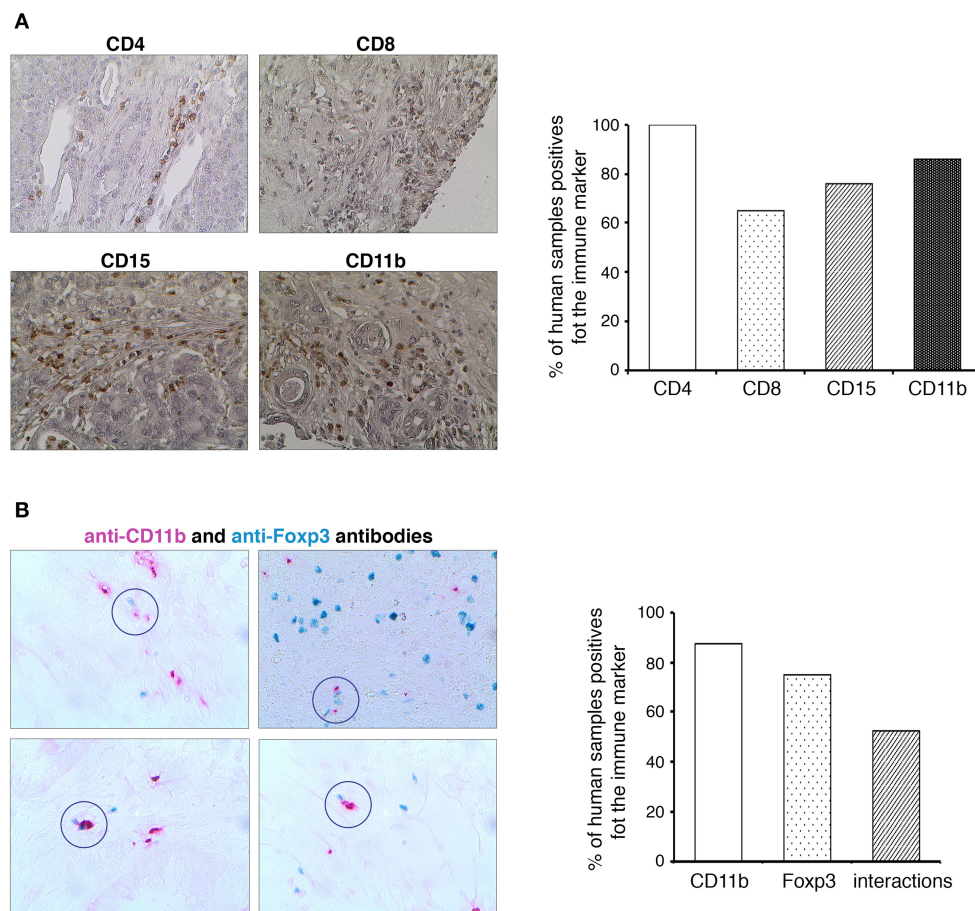 A
CD4
CD8
CD15
CD11b
% of human samples positives
fot the immune marker
100
80
60
40
20
0
CD4
CD8
CD15
CD11b
B
anti-CD11b and anti-Foxp3 antibodies
% of human samples positives
fot the immune marker
100
80
60
40
20
0
CD11b
Foxp3
interactions